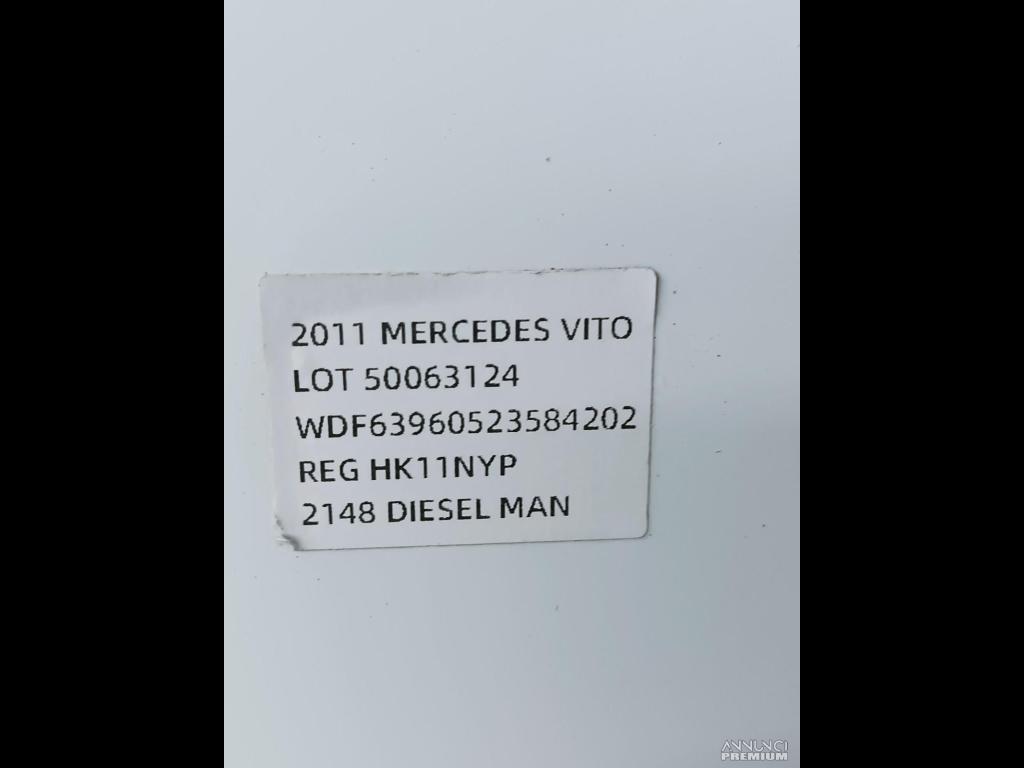 2011 MERCEDES VITO
LOT 50063124
WDF63960523584202
REG HK11NYP
2148 DIESEL MAN
ANNUNCI
PREMIUM